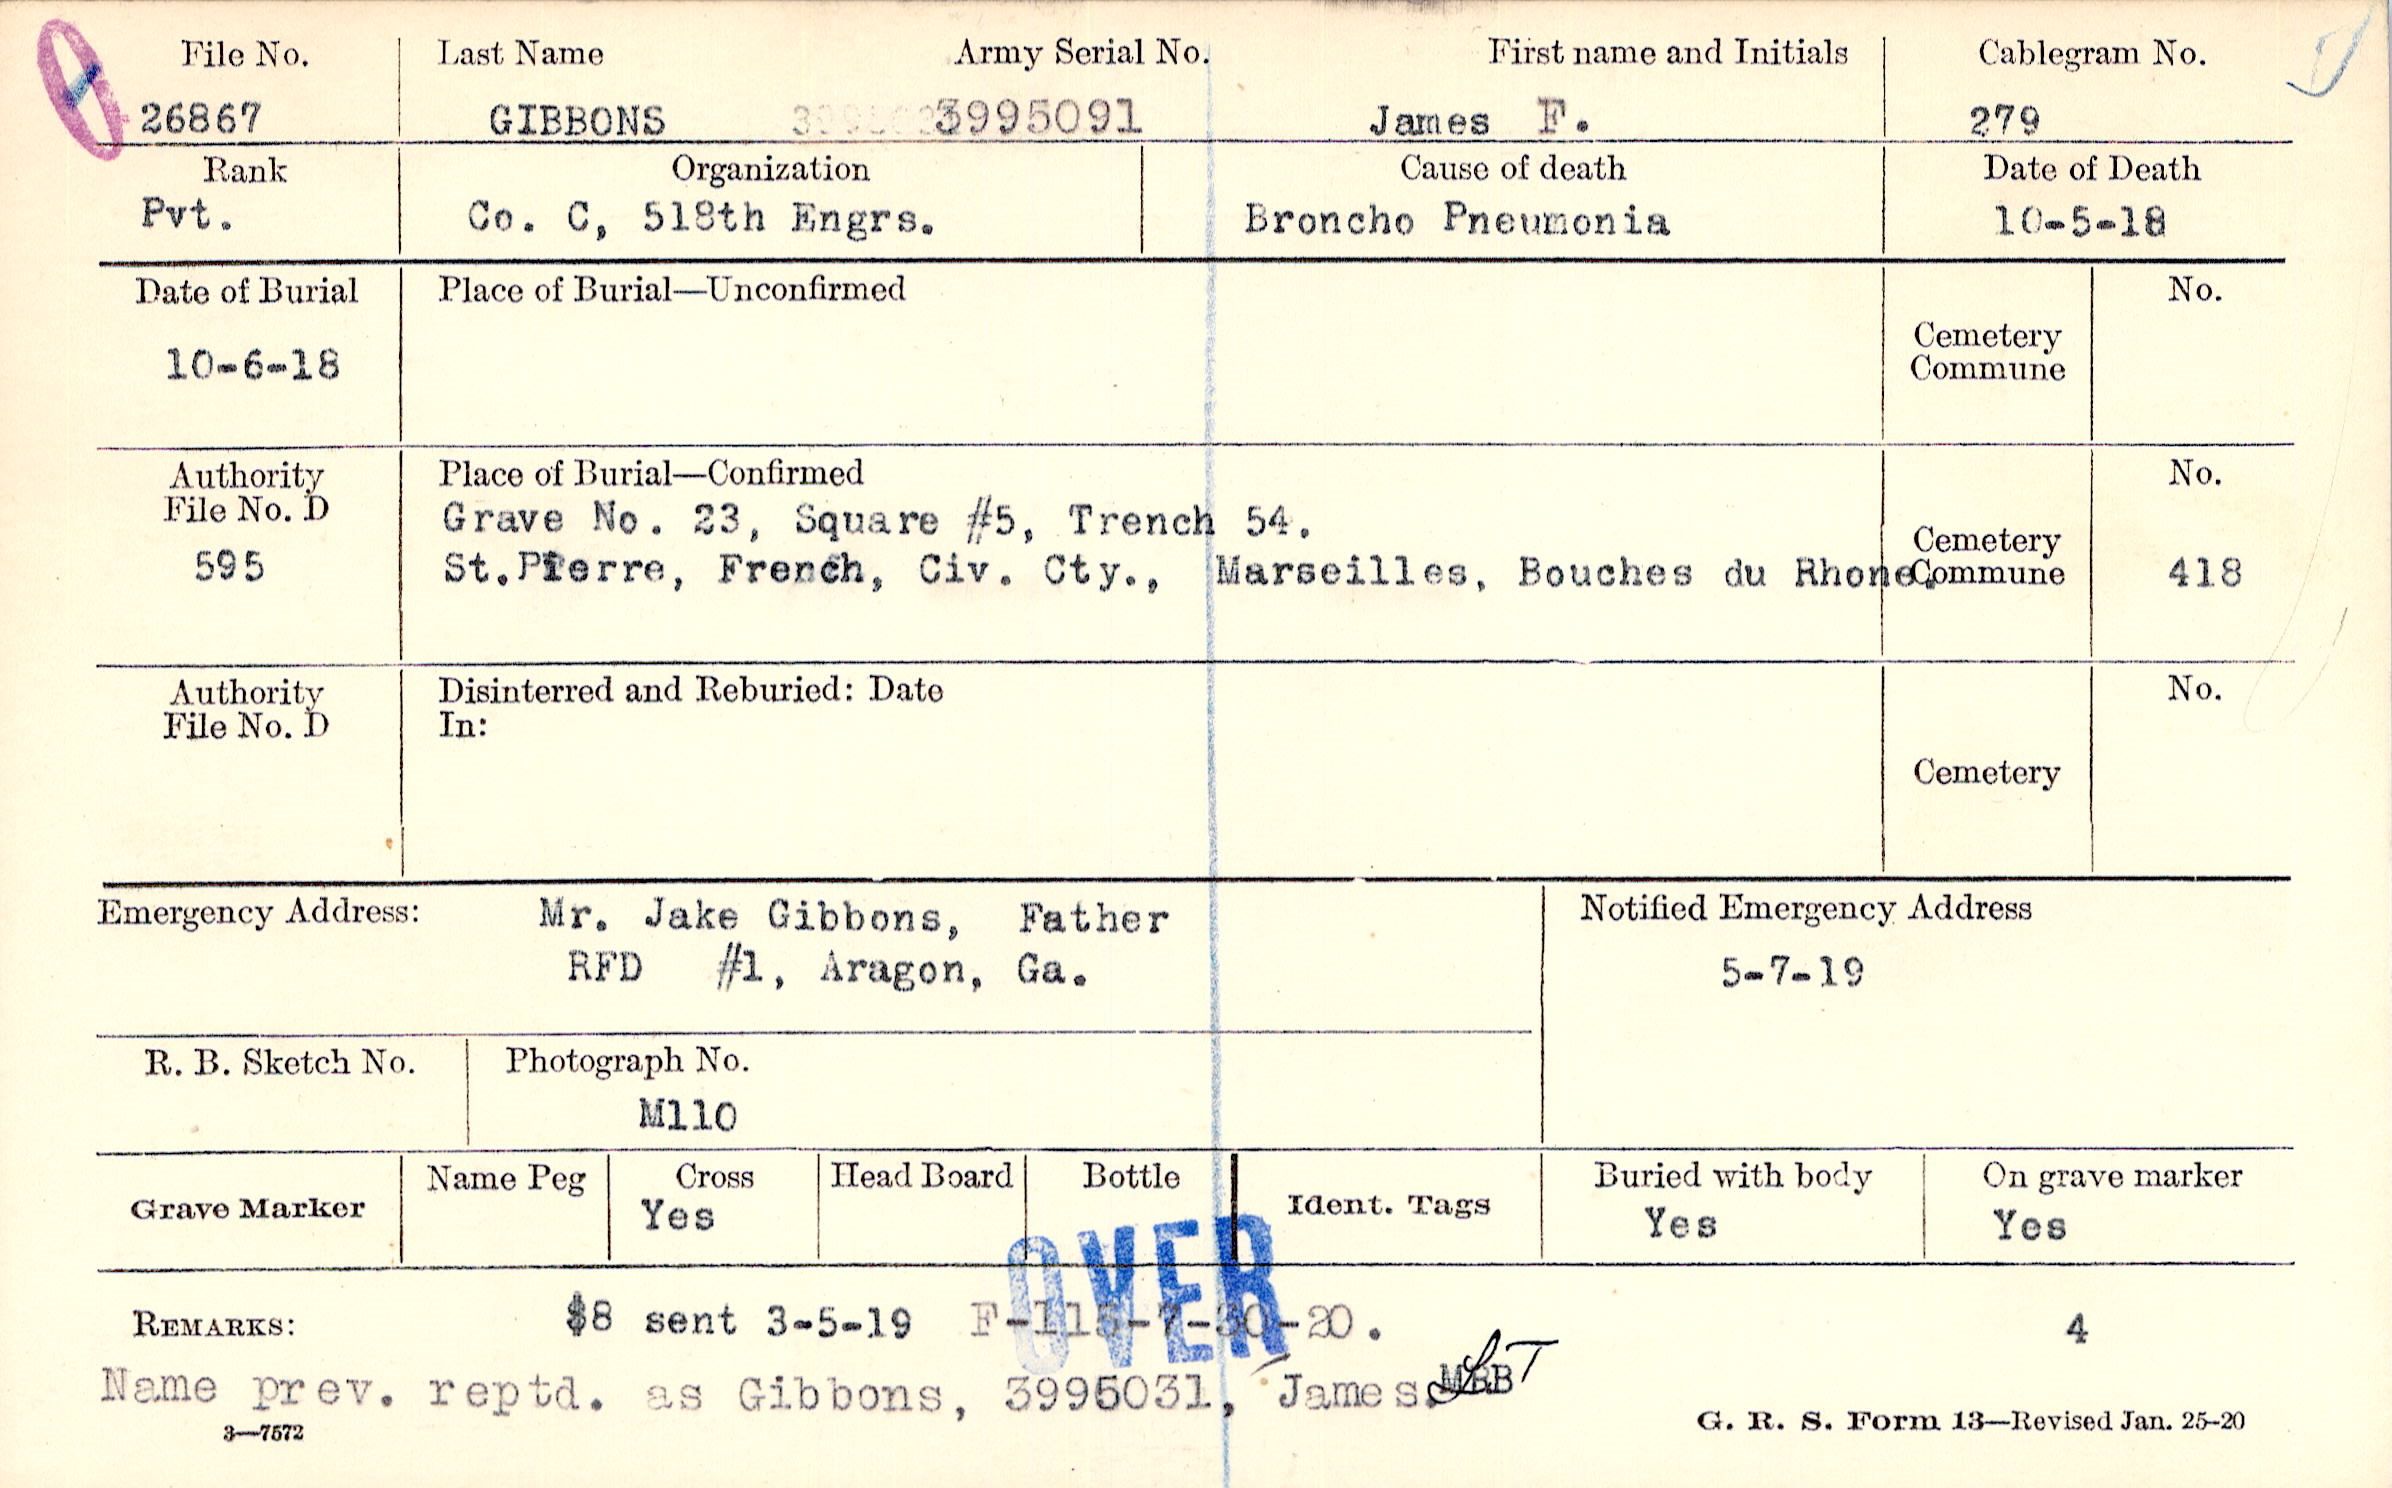 File No. Last Name Army Serial No. First name and Initials Cablegram No.
26867 GIBBONS 3995091 James F. 279
Rank Organization Cause of death Date of Death
Pvt. Co. C, 518th Engrs. Broncho Pneumonia 10-5-18
Date of Burial Place of Burial—Unconfirmed No.
Cemetery
Commune
10-6-18
Authority Place of Burial—Confirmed No.
File No. D Grave No. 23, Square #5, Trench 54.
Cemetery
595 St.Pierre, French, Civ. Cty., Marseilles, Bouches du Rhone. Commune 418
Authority Disinterred and Reburied: Date No.
File No. D In:
Cemetery
Emergency Address: Mr. Jake Gibbons, Father Notified Emergency Address
RFD #1, Aragon, Ga. 5-7-19
R. B. Sketch No. Photograph No.
M110
Name Peg Cross Head Board Bottle Buried with body On grave marker
Grave Marker Yes Ident. Tags Yes Yes
OVER
REMARKS: $8 sent 3-5-19 F-115-7-30-20. 4
Name prev. reptd. as Gibbons, 3995031, James.
3—7572 G. R. S. Form 13—Revised Jan. 25-20